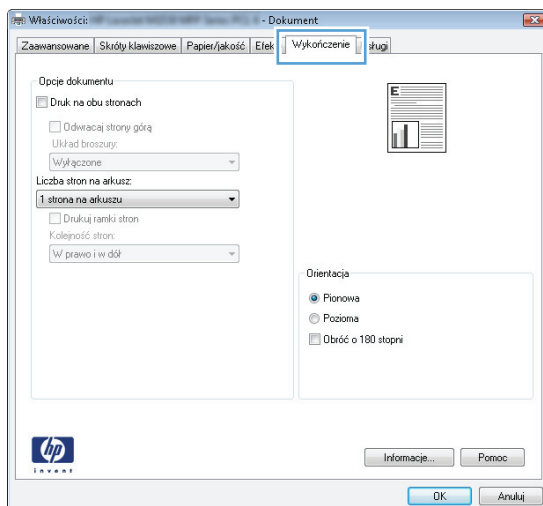 Właściwości: - Dokument
Zaawansowane Skróty klawiszowe Papier/jakość Efek Wykończenie sługi
Opcje dokumentu
Druk na obu stronach
Odwracaj strony górą
Układ broszury:
Wyłączone
Liczba stron na arkusz:
1 strona na arkuszu
Drukuj ramki stron
Kolejność stron:
W prawo i w dół
E
Orientacja
Pionowa
Pozioma
Obróć o 180 stopni
hp
invent
Informacje... Pomoc
OK Anuluj